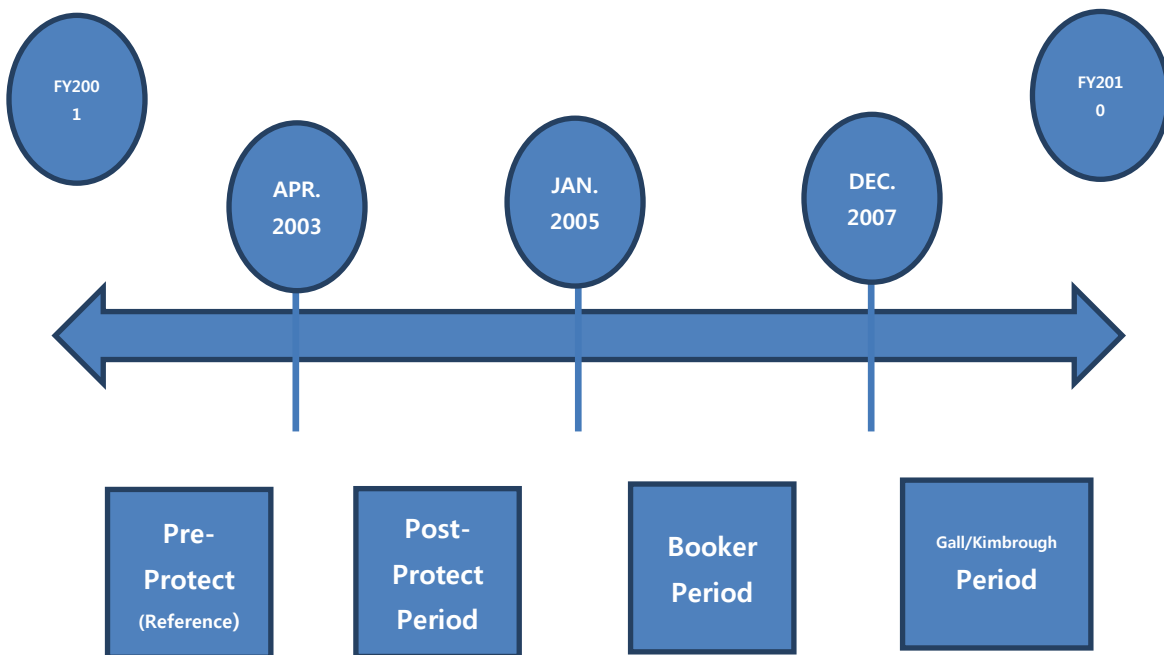 FY200
1
FY201
0
APR.
2003
JAN.
2005
DEC.
2007
Pre-
Protect
(Reference)
Post-
Protect
Period
Booker
Period
Gall/Kimbrough
Period